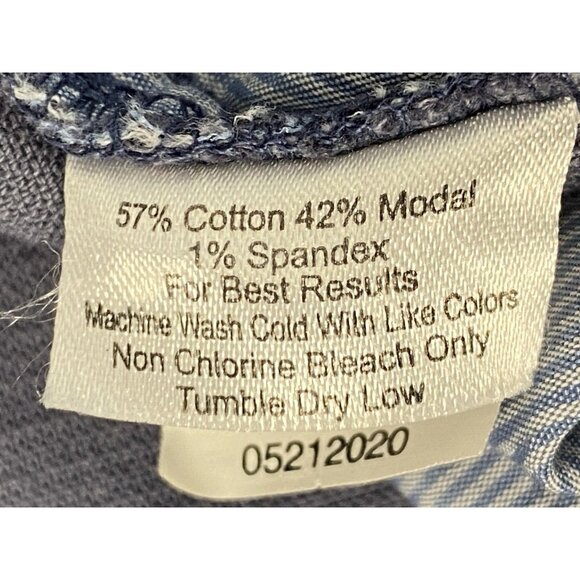 57% Cotton 42% Modal
1% Spandex
For Best Results
Machine Wash Cold With Like Colors
Non Chlorine Bleach Only
Tumble Dry Low
05212020